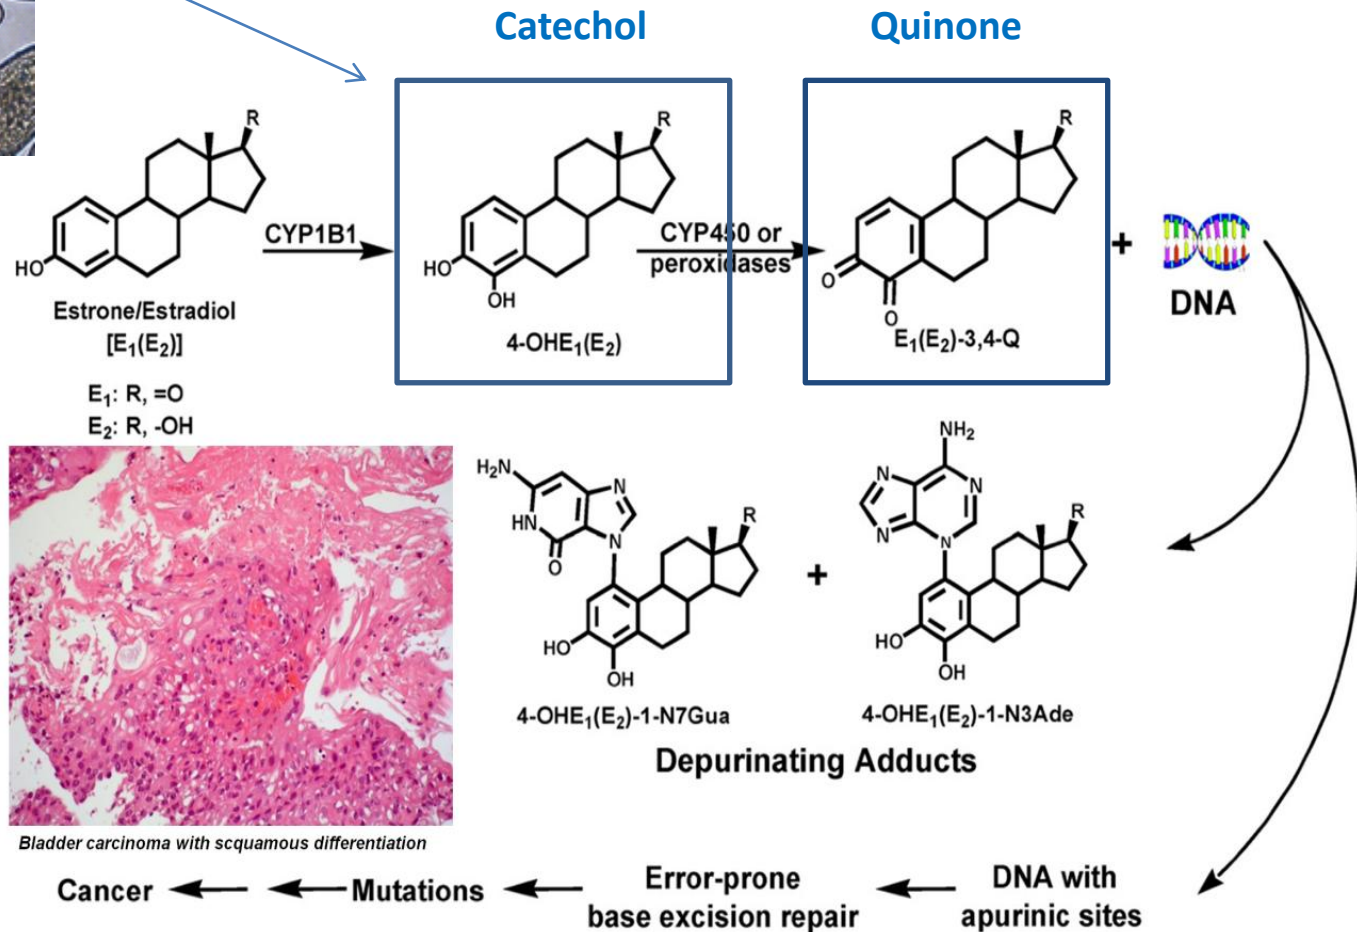 Catechol
Quinone
R
R
R
HO
CYP1B1
HO
OH
CYP450 or
peroxidases
O
O
+
DNA
Estrone/Estradiol
[E₁(E₂)]
4-OHE₁(E₂)
E₁(E₂)-3,4-Q
E₁: R, =O
E₂: R, -OH
H₂N
N
HN
N
O
R
HO
OH
+
NH₂
N
N
N
N
R
HO
OH
4-OHE₁(E₂)-1-N7Gua
4-OHE₁(E₂)-1-N3Ade
Depurinating Adducts
Bladder carcinoma with scquamous differentiation
Cancer
Mutations
Error-prone
base excision repair
DNA with
apurinic sites